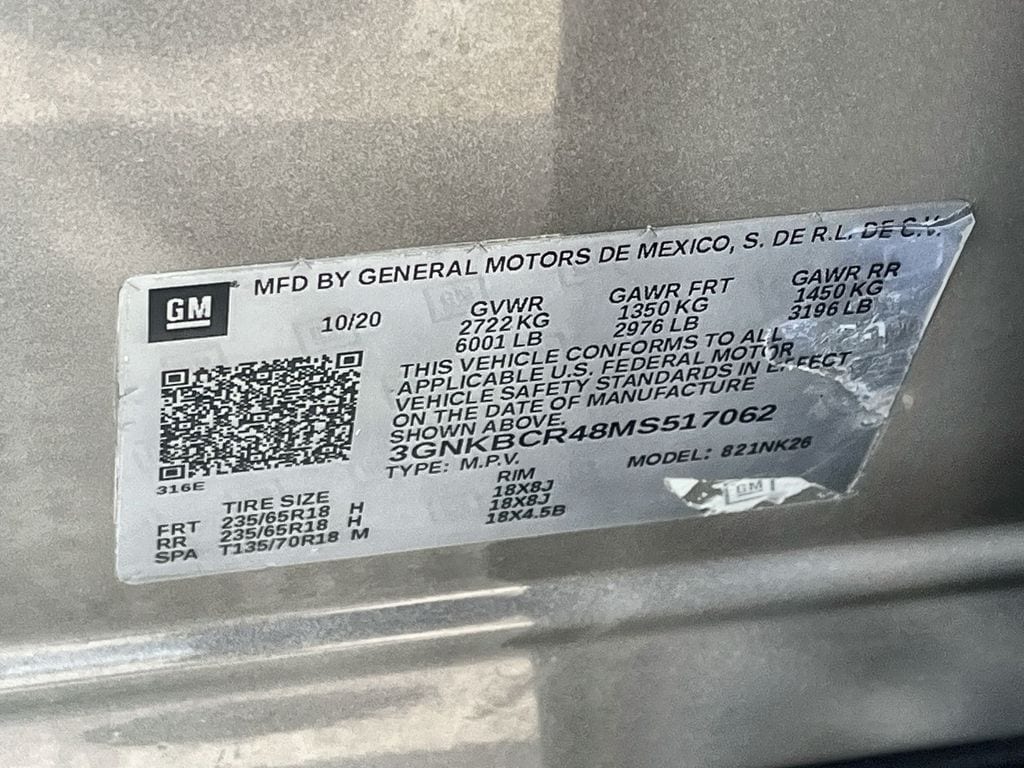 GM
MFD BY GENERAL MOTORS DE MEXICO, S. DE R.L. DE C.V.
10/20
GVWR
2722 KG
6001 LB
GAWR FRT
1350 KG
2976 LB
GAWR RR
1450 KG
3196 LB
THIS VEHICLE CONFORMS TO ALL
APPLICABLE U.S. FEDERAL MOTOR
VEHICLE SAFETY STANDARDS IN EFFECT
ON THE DATE OF MANUFACTURE
SHOWN ABOVE.
3GNKBCR48MS517062
TYPE: M.P.V.
MODEL: 821NK26
316E
TIRE SIZE RIM
FRT 235/65R18 H 18X8J
RR 235/65R18 H 18X8J
SPA T135/70R18 M 18X4.5B
GM